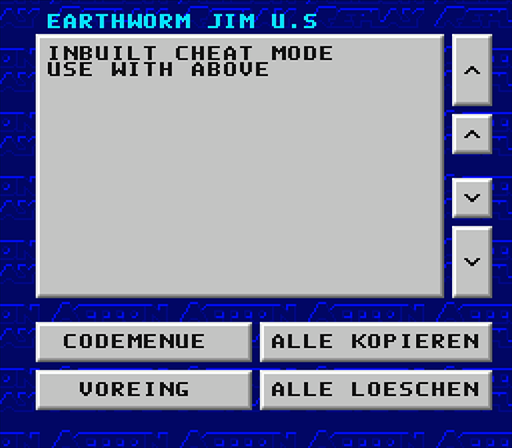 EARTHWORM JIM U.S
INBUILT CHEAT MODE
USE WITH ABOVE
CODEMENUE
ALLE KOPIEREN
VOREING
ALLE LOESCHEN